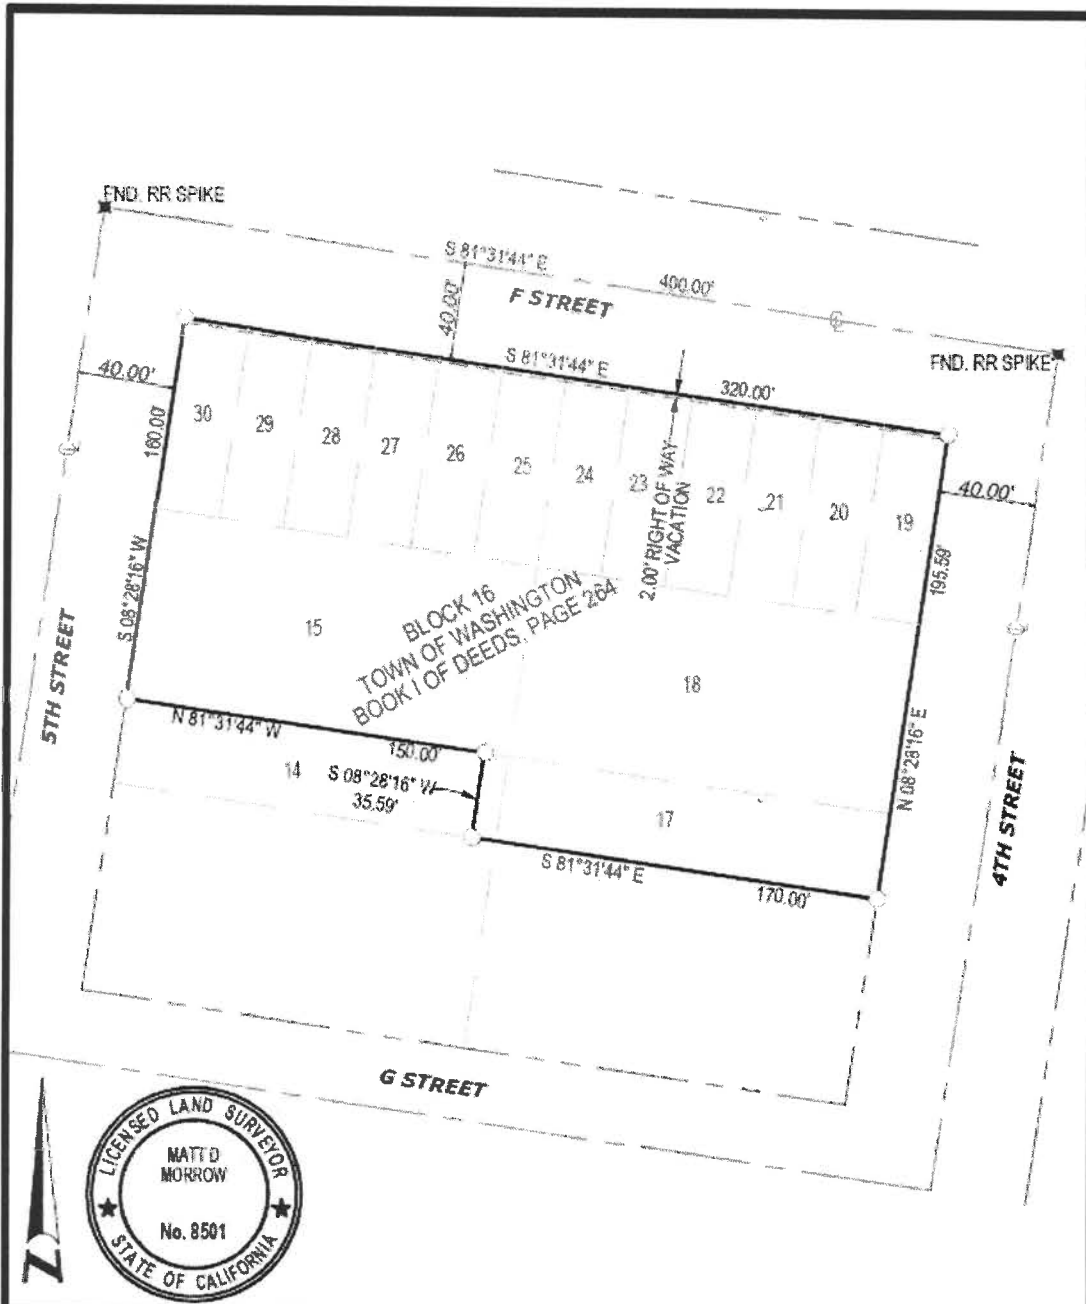 FND. RR SPIKE
S 81°31'44" E
400.00'
F STREET
40.00'
FND. RR SPIKE
S 81°31'44" E
320.00'
40.00'
160.00'
30
29
28
27
26
25
24
23
22
21
20
19
40.00'
2.00' RIGHT OF WAY
VACATION
195.59'
S 08°28'16" W
BLOCK 16
TOWN OF WASHINGTON
BOOK I OF DEEDS, PAGE 264
15
18
5TH STREET
N 81°31'44" W
150.00'
14
S 08°28'16" W
35.59'
N 08°28'16" E
17
4TH STREET
S 81°31'44" E
170.00'
G STREET
LICENSED LAND SURVEYOR
MATT D
MORROW
No. 8501
STATE OF CALIFORNIA